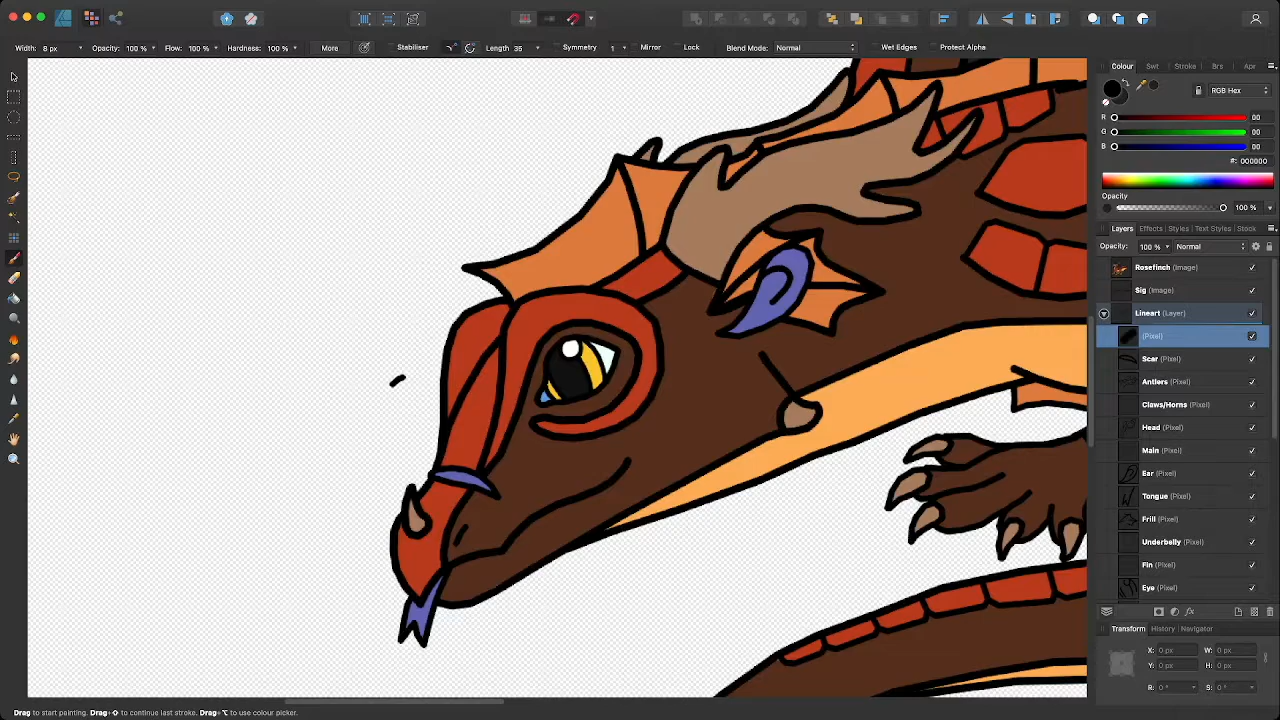 Width: 8 px Opacity: 100 % Flow: 100 % Hardness: 100 % More Stabiliser Length 35 Symmetry 1 Mirror Lock Blend Mode: Normal Wet Edges Protect Alpha
Colour Swt Stroke Brs Apr
RGB Hex
R 00
G 00
B 00
#: 000000
Opacity
100 %
Layers Effects Styles Text Styles Stock
Opacity: 100 % Normal
Rosefinch (Image)
Sig (Image)
Lineart (Layer)
(Pixel)
Scar (Pixel)
Antlers (Pixel)
Claws/Horns (Pixel)
Head (Pixel)
Main (Pixel)
Ear (Pixel)
Tongue (Pixel)
Frill (Pixel)
Underbelly (Pixel)
Fin (Pixel)
Eye (Pixel)
Transform History Navigator
X: 0 px W: 0 px
Y: 0 px H: 0 px
R: 0 ° S: 0 °
Drag to start painting. Drag+⇧ to continue last stroke. Drag+⌥ to use colour picker.